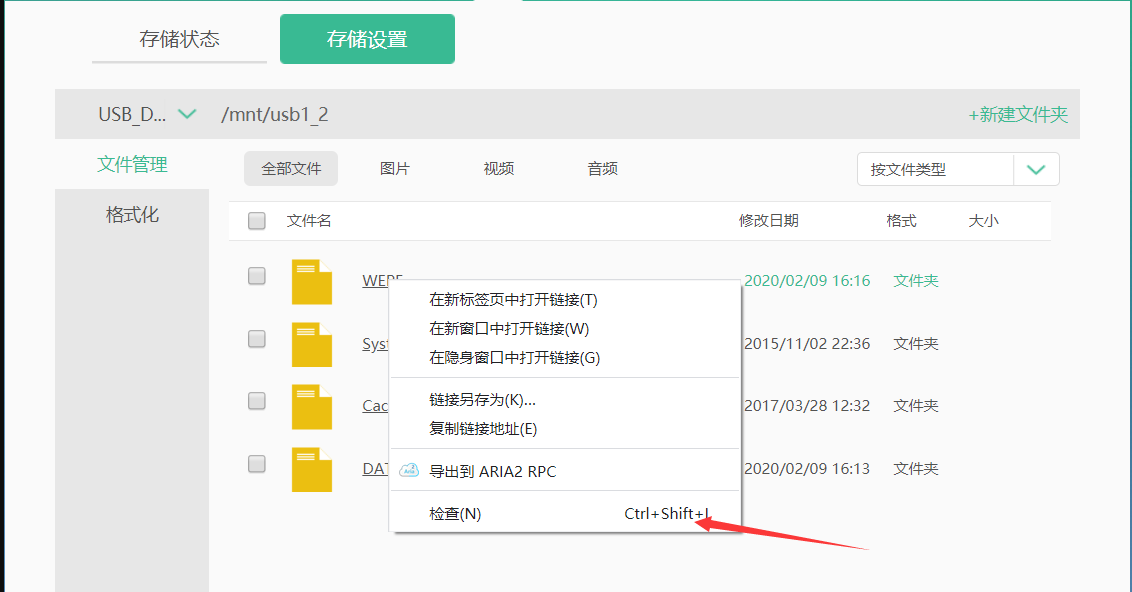 存储状态
存储设置
USB_D...
/mnt/usb1_2
+新建文件夹
文件管理
格式化
全部文件
图片
视频
音频
按文件类型
文件名
修改日期
格式
大小
2020/02/09 16:16
文件夹
2015/11/02 22:36
文件夹
2017/03/28 12:32
文件夹
2020/02/09 16:13
文件夹
在新标签页中打开链接(T)
在新窗口中打开链接(W)
在隐身窗口中打开链接(G)
链接另存为(K)...
复制链接地址(E)
导出到 ARIA2 RPC
检查(N)
Ctrl+Shift+I